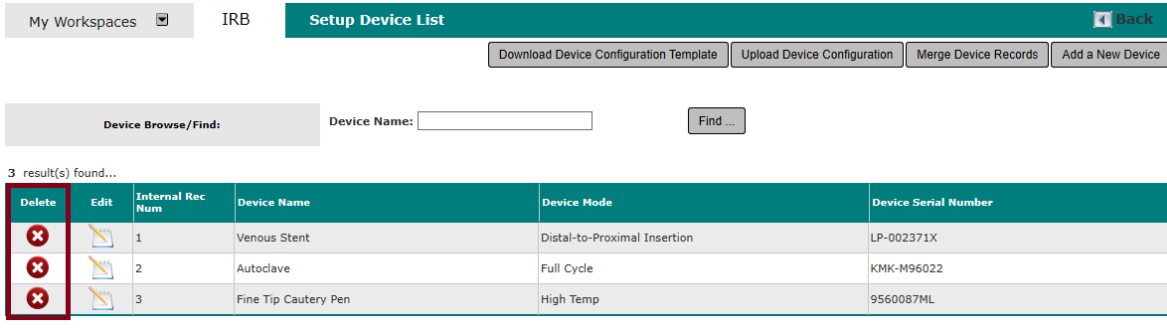 My Workspaces IRB Setup Device List Back
Download Device Configuration Template Upload Device Configuration Merge Device Records Add a New Device
Device Browse/Find: Device Name: Find ...
3 result(s) found...
Delete Edit Internal Rec Num Device Name Device Mode Device Serial Number
1 Venous Stent Distal-to-Proximal Insertion LP-002371X
2 Autoclave Full Cycle KMK-M96022
3 Fine Tip Cautery Pen High Temp 9560087ML